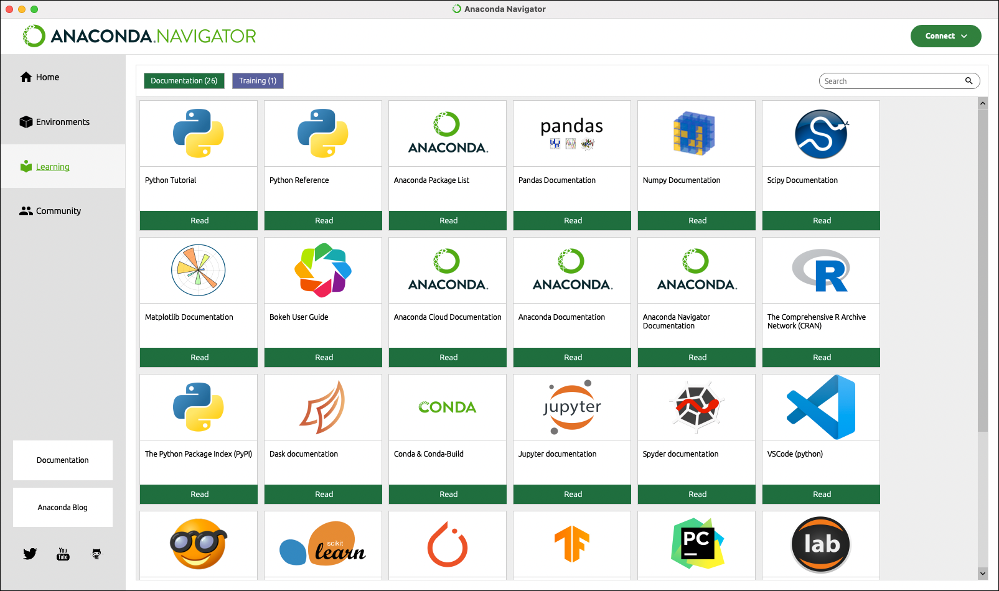 Anaconda Navigator
ANACONDA.NAVIGATOR
Connect
Home
Environments
Learning
Community
Documentation
Anaconda Blog
You
Tube
Documentation (26)
Training (1)
Search
pandas
ANACONDA.
Python Tutorial
Python Reference
Anaconda Package List
Pandas Documentation
Numpy Documentation
Scipy Documentation
Read
Read
Read
Read
Read
Read
ANACONDA.
ANACONDA.
ANACONDA.
R
Matplotlib Documentation
Bokeh User Guide
Anaconda Cloud Documentation
Anaconda Documentation
Anaconda Navigator
Documentation
The Comprehensive R Archive
Network (CRAN)
Read
Read
Read
Read
Read
Read
CONDA
jupyter
The Python Package Index (PyPI)
Dask documentation
Conda & Conda-Build
Jupyter documentation
Spyder documentation
VSCode (python)
Read
Read
Read
Read
Read
Read
scikit
learn
PC
lab